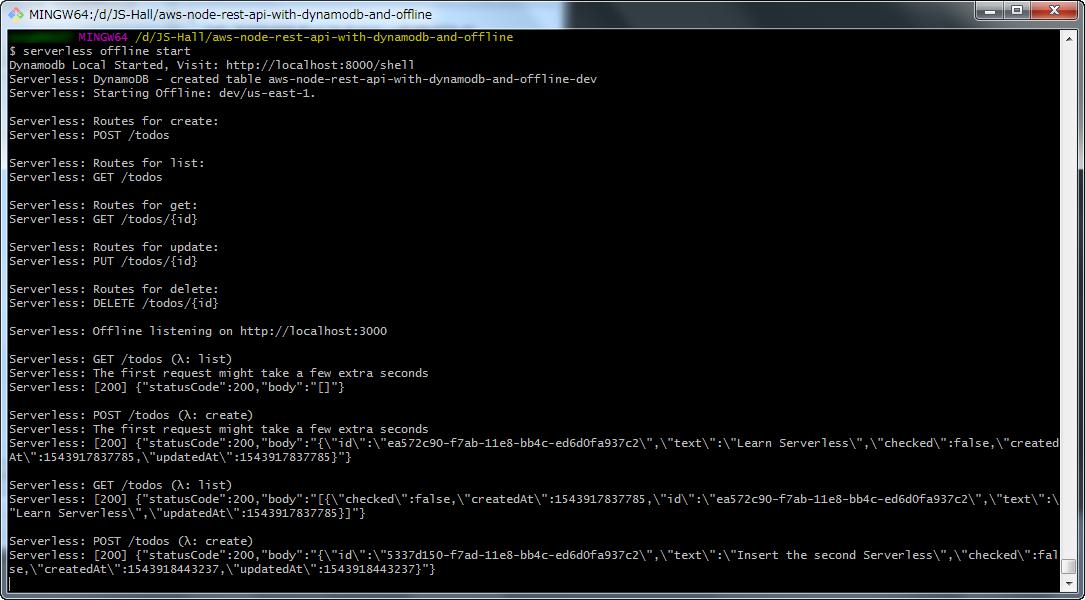 MINGW64:/d/JS-Hall/aws-node-rest-api-with-dynamodb-and-offline
MINGW64 /d/JS-Hall/aws-node-rest-api-with-dynamodb-and-offline
$ serverless offline start
Dynamodb Local Started, Visit: http://localhost:8000/shell
Serverless: DynamoDB - created table aws-node-rest-api-with-dynamodb-and-offline-dev
Serverless: Starting Offline: dev/us-east-1.
Serverless: Routes for create:
Serverless: POST /todos
Serverless: Routes for list:
Serverless: GET /todos
Serverless: Routes for get:
Serverless: GET /todos/{id}
Serverless: Routes for update:
Serverless: PUT /todos/{id}
Serverless: Routes for delete:
Serverless: DELETE /todos/{id}
Serverless: Offline listening on http://localhost:3000
Serverless: GET /todos (λ: list)
Serverless: The first request might take a few extra seconds
Serverless: [200] {"statusCode":200,"body":"[]"}
Serverless: POST /todos (λ: create)
Serverless: The first request might take a few extra seconds
Serverless: [200] {"statusCode":200,"body":"{\"id\":\"ea572c90-f7ab-11e8-bb4c-ed6d0fa937c2\",\"text\":\"Learn Serverless\",\"checked\":false,\"created
At\":1543917837785,\"updatedAt\":1543917837785}"}
Serverless: GET /todos (λ: list)
Serverless: [200] {"statusCode":200,"body":"[{\"checked\":false,\"createdAt\":1543917837785,\"id\":\"ea572c90-f7ab-11e8-bb4c-ed6d0fa937c2\",\"text\":\
"Learn Serverless\",\"updatedAt\":1543917837785}]"}
Serverless: POST /todos (λ: create)
Serverless: [200] {"statusCode":200,"body":"{\"id\":\"5337d150-f7ad-11e8-bb4c-ed6d0fa937c2\",\"text\":\"Insert the second Serverless\",\"checked\":fal
se,\"createdAt\":1543918443237,\"updatedAt\":1543918443237}"}